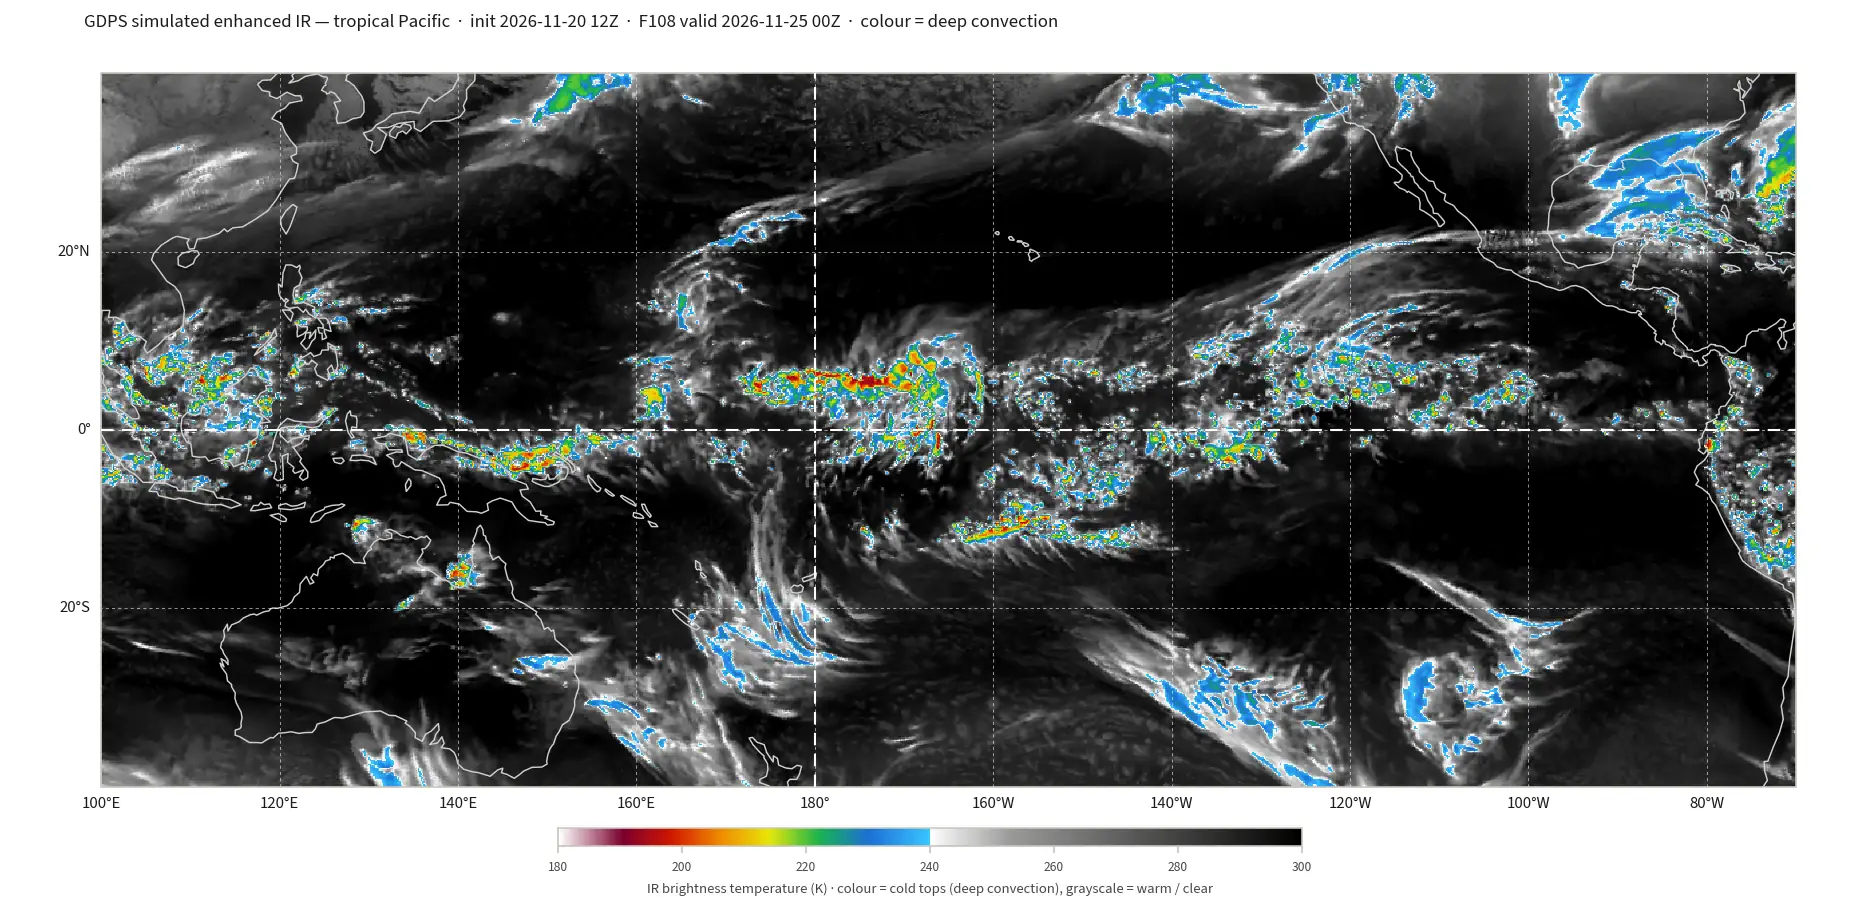 GDPS simulated enhanced IR — tropical Pacific · init 2026-11-20 12Z · F108 valid 2026-11-25 00Z · colour = deep convection
20°N
0°
20°S
100°E 120°E 140°E 160°E 180° 160°W 140°W 120°W 100°W 80°W
180 200 220 240 260 280 300
IR brightness temperature (K) · colour = cold tops (deep convection), grayscale = warm / clear